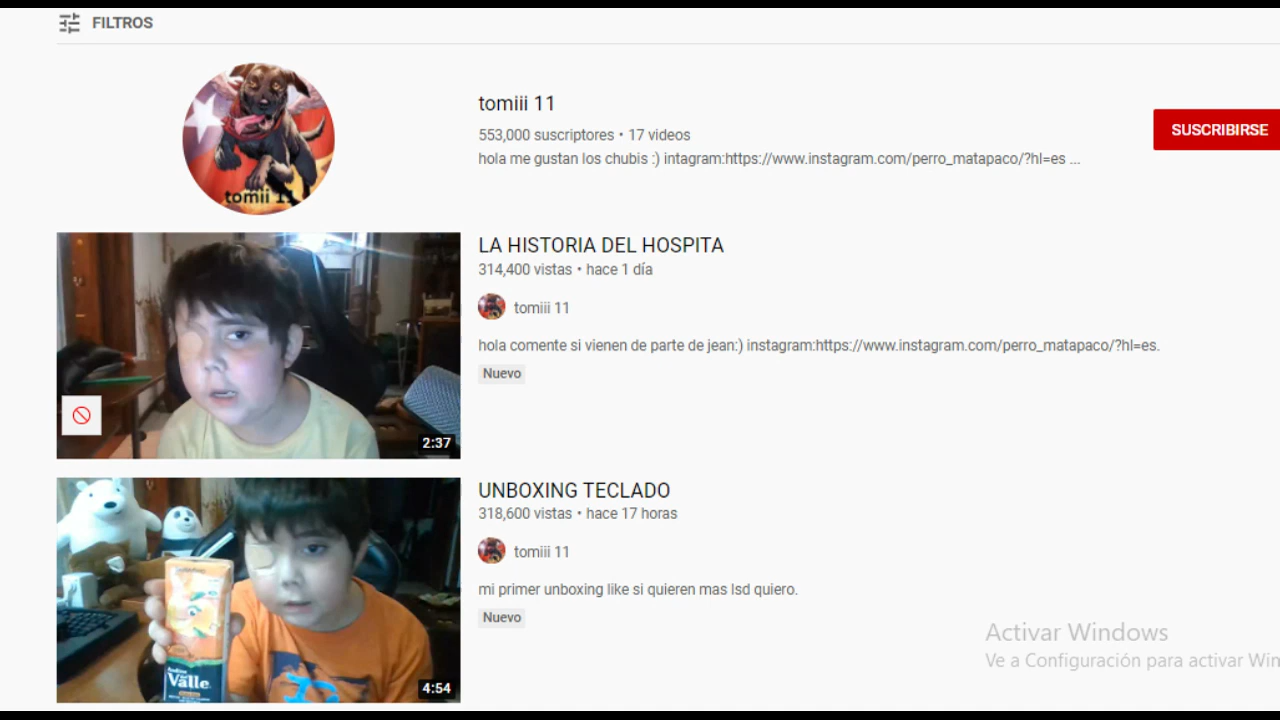 FILTROS
tomii 11
tomiii 11
553,000 suscriptores • 17 videos
hola me gustan los chubis :) intagram:https://www.instagram.com/perro_matapaco/?hl=es ...
SUSCRIBIRSE
LA HISTORIA DEL HOSPITA
314,400 vistas • hace 1 día
tomiii 11
hola comente si vienen de parte de jean:) instagram:https://www.instagram.com/perro_matapaco/?hl=es.
Nuevo
2:37
UNBOXING TECLADO
318,600 vistas • hace 17 horas
tomiii 11
mi primer unboxing like si quieren mas lsd quiero.
Nuevo
Valle
4:54
Activar Windows
Ve a Configuración para activar Win